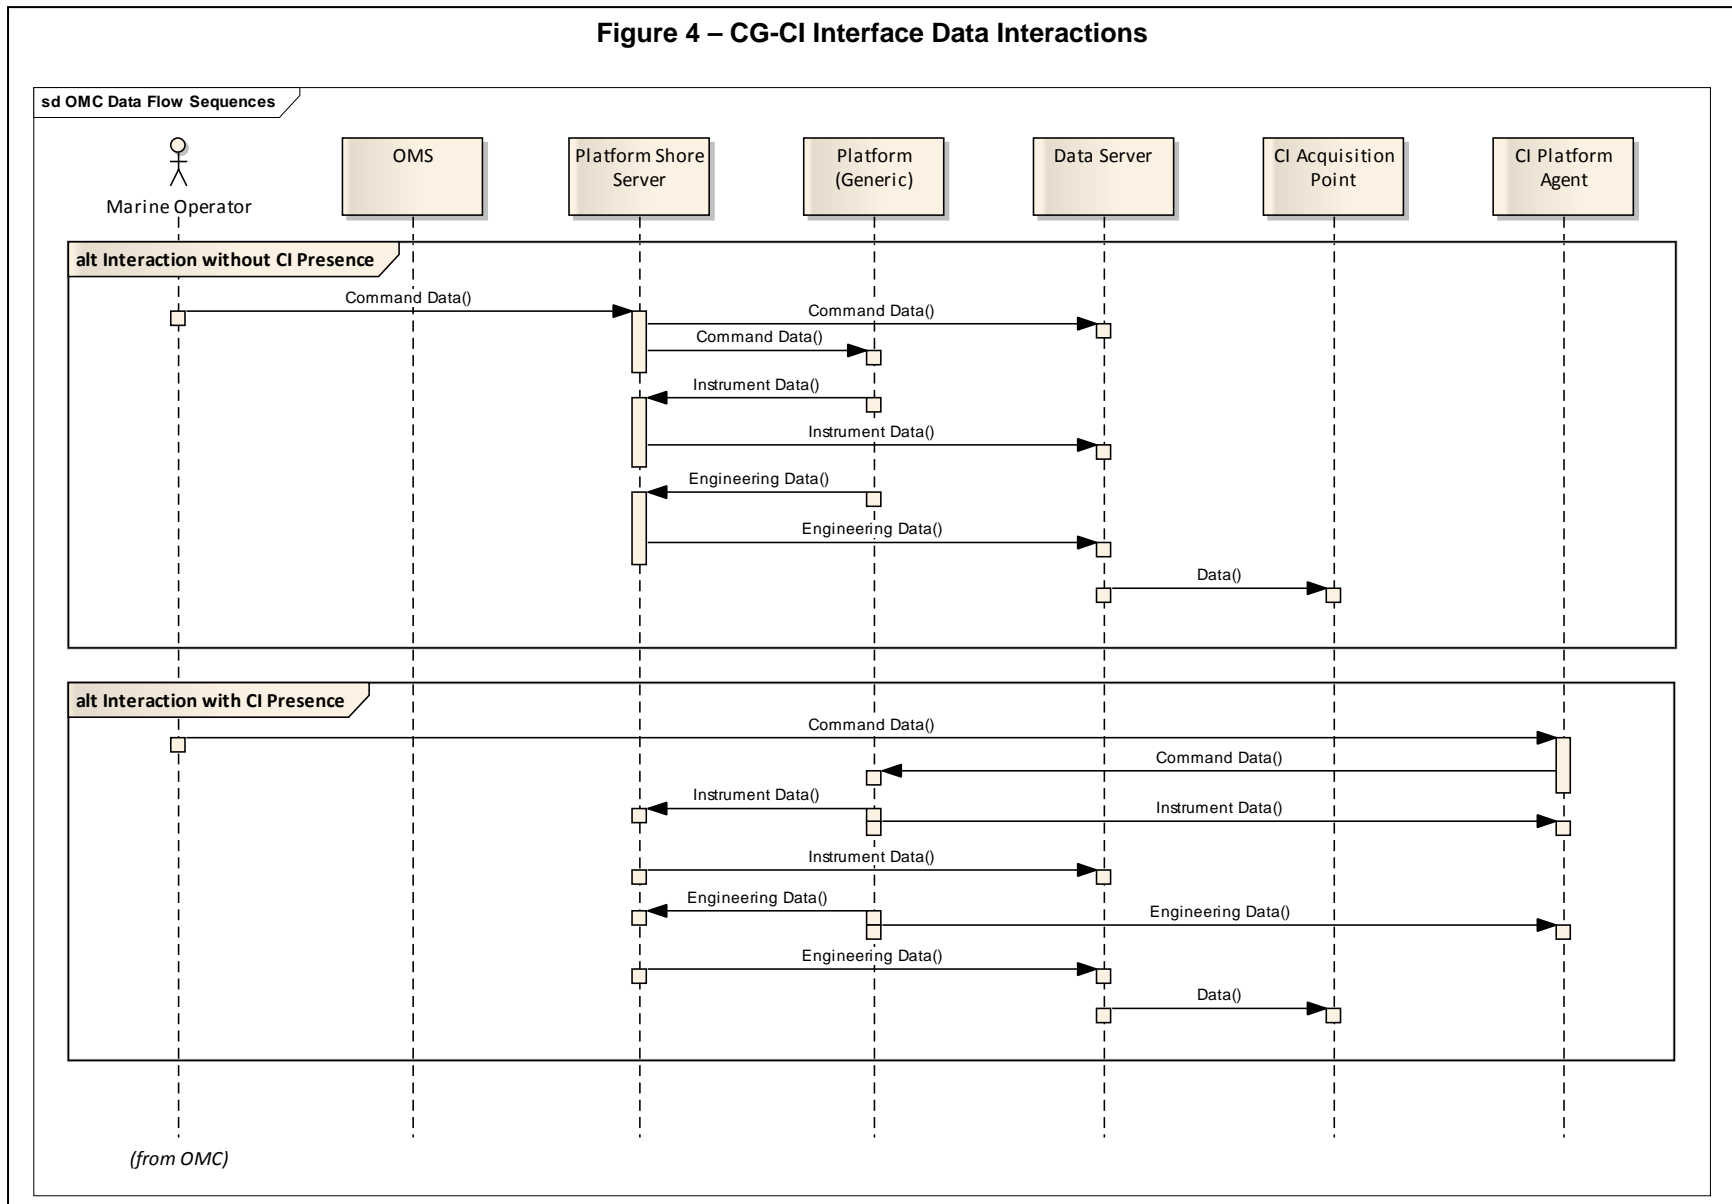 Figure 4 – CG-CI Interface Data Interactions
sd OMC Data Flow Sequences
Marine Operator
OMS
Platform Shore
Server
Platform
(Generic)
Data Server
CI Acquisition
Point
CI Platform
Agent
alt Interaction without CI Presence
Command Data()
Command Data()
Command Data()
Instrument Data()
Instrument Data()
Engineering Data()
Engineering Data()
Data()
alt Interaction with CI Presence
Command Data()
Command Data()
Instrument Data()
Instrument Data()
Instrument Data()
Engineering Data()
Engineering Data()
Engineering Data()
Data()
(from OMC)